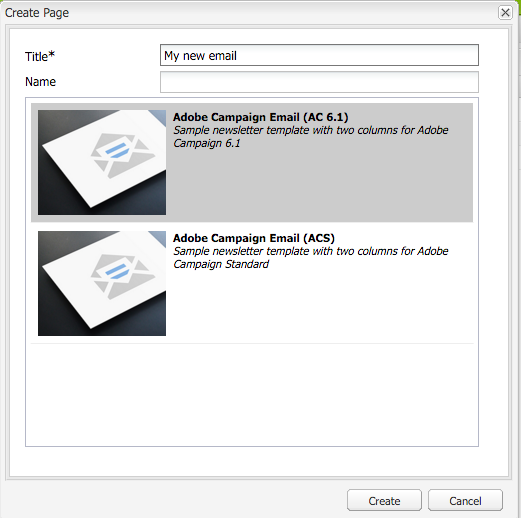 Create Page
Title*
My new email
Name
Adobe Campaign Email (AC 6.1)
Sample newsletter template with two columns for Adobe
Campaign 6.1
Adobe Campaign Email (ACS)
Sample newsletter template with two columns for Adobe
Campaign Standard
Create
Cancel